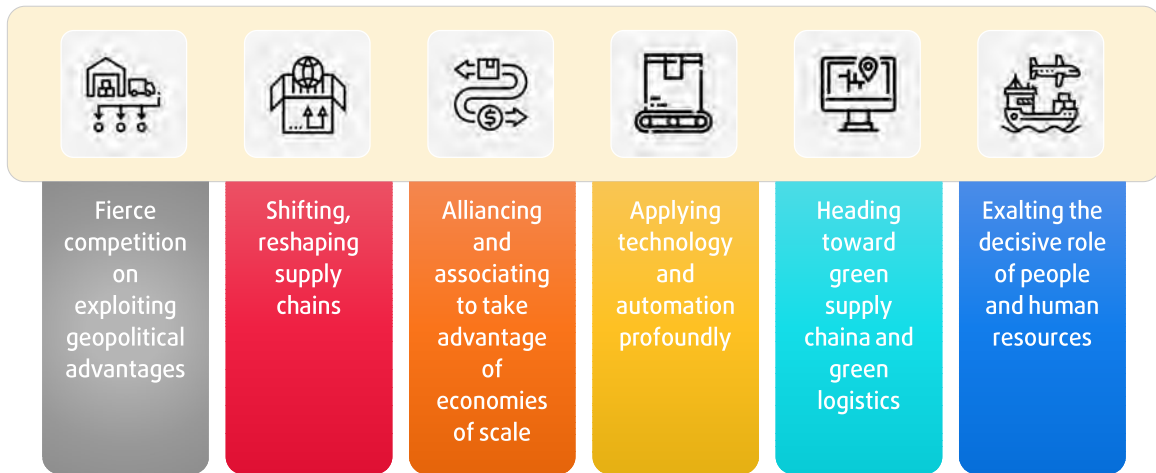 Fierce
competition
on
exploiting
geopolitical
advantages
Shifting,
reshaping
supply
chains
Alliancing
and
associating
to take
advantage
of
economies
of scale
Applying
technology
and
automation
profoundly
Heading
toward
green
supply
chaina and
green
logistics
Exalting the
decisive role
of people
and human
resources